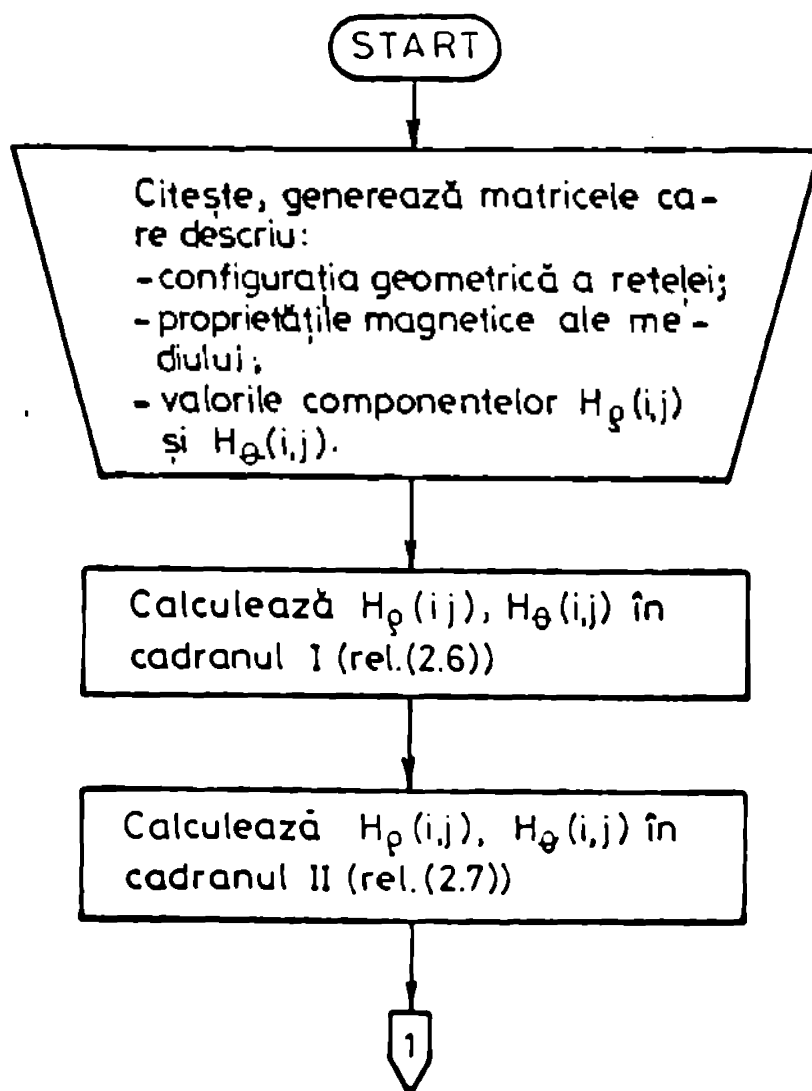 START
Citește, generează matricele ca-
re descriu:
- configurația geometrică a rețelei;
- proprietățile magnetice ale me-
diului;
- valorile componentelor Hρ(i,j)
și Hθ(i,j).
Calculează Hρ(i j), Hθ(i,j) în
cadranul I (rel.(2.6))
Calculează Hρ(i,j), Hθ(i,j) în
cadranul II (rel.(2.7))
1